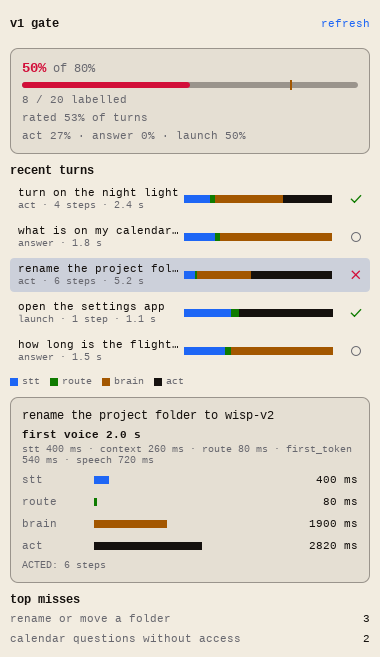 v1 gate refresh
50% of 80%
8 / 20 labelled
rated 53% of turns
act 27% · answer 0% · launch 50%
recent turns
turn on the night light
act · 4 steps · 2.4 s
what is on my calendar…
answer · 1.8 s
rename the project fol…
act · 6 steps · 5.2 s
open the settings app
launch · 1 step · 1.1 s
how long is the flight…
answer · 1.5 s
stt route brain act
rename the project folder to wisp-v2
first voice 2.0 s
stt 400 ms · context 260 ms · route 80 ms · first_token
540 ms · speech 720 ms
stt 400 ms
route 80 ms
brain 1900 ms
act 2820 ms
ACTED: 6 steps
top misses
rename or move a folder 3
calendar questions without access 2